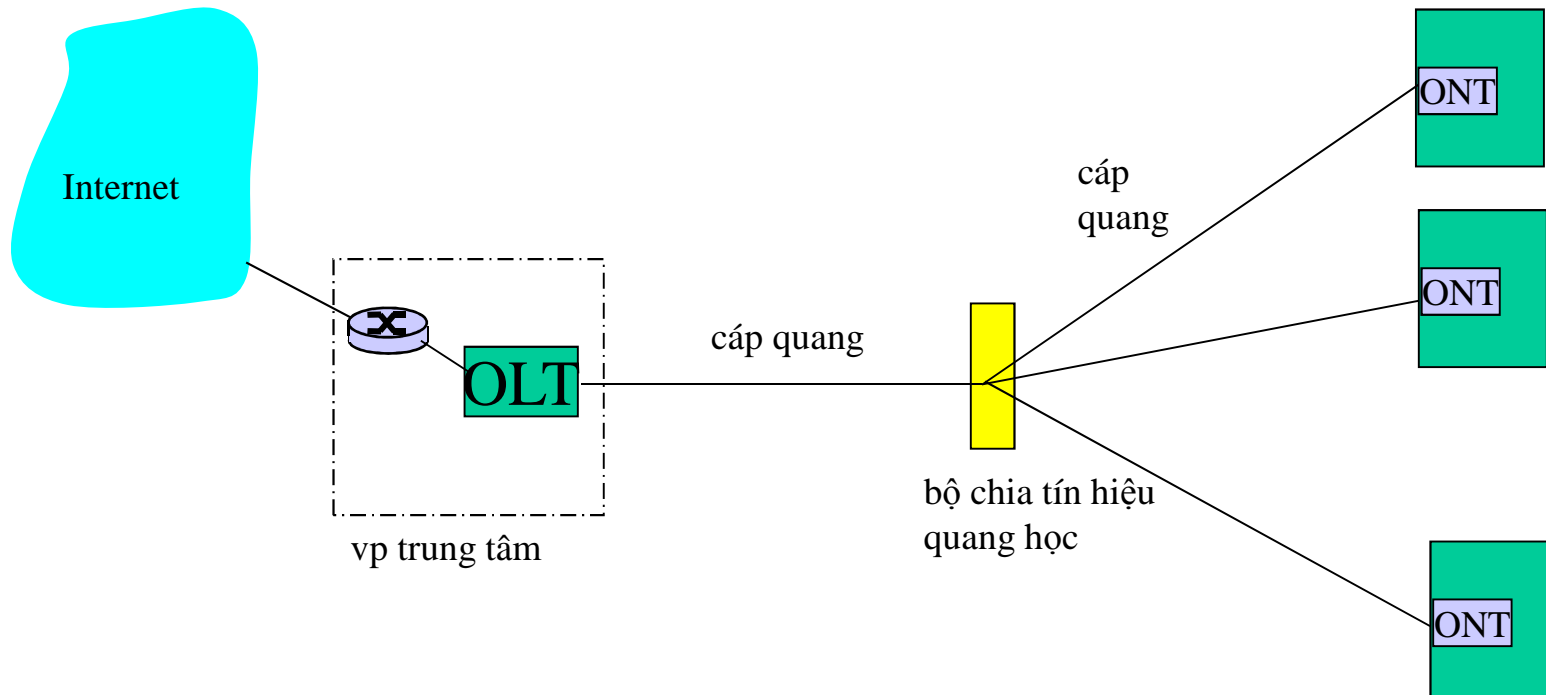 ONT
cáp
quang
Internet
ONT
cáp quang
OLT
bộ chia tín hiệu
quang học
vp trung tâm
ONT